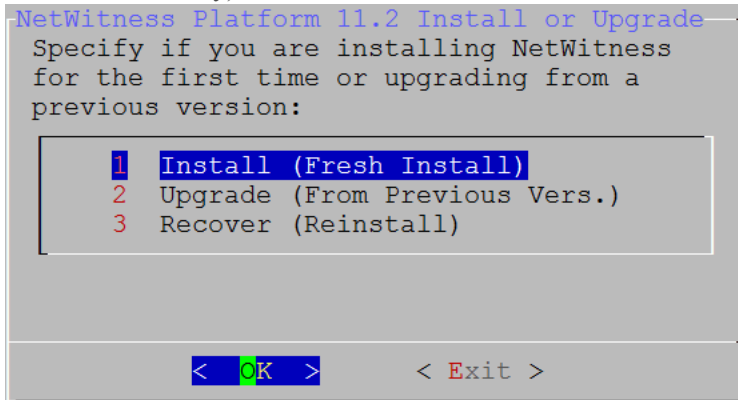 NetWitness Platform 11.2 Install or Upgrade
Specify if you are installing NetWitness
for the first time or upgrading from a
previous version:
1 Install (Fresh Install)
2 Upgrade (From Previous Vers.)
3 Recover (Reinstall)
< OK > < Exit >